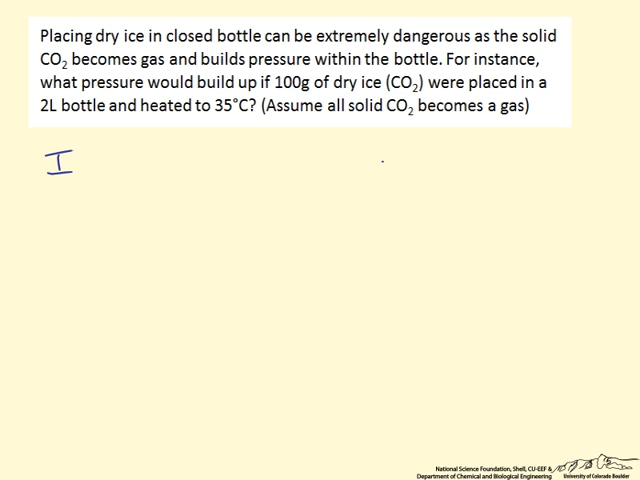 Placing dry ice in closed bottle can be extremely dangerous as the solid
CO₂ becomes gas and builds pressure within the bottle. For instance,
what pressure would build up if 100g of dry ice (CO₂) were placed in a
2L bottle and heated to 35°C? (Assume all solid CO₂ becomes a gas)
I
National Science Foundation, Shell, CU-EEF &
Department of Chemical and Biological Engineering
University of Colorado Boulder